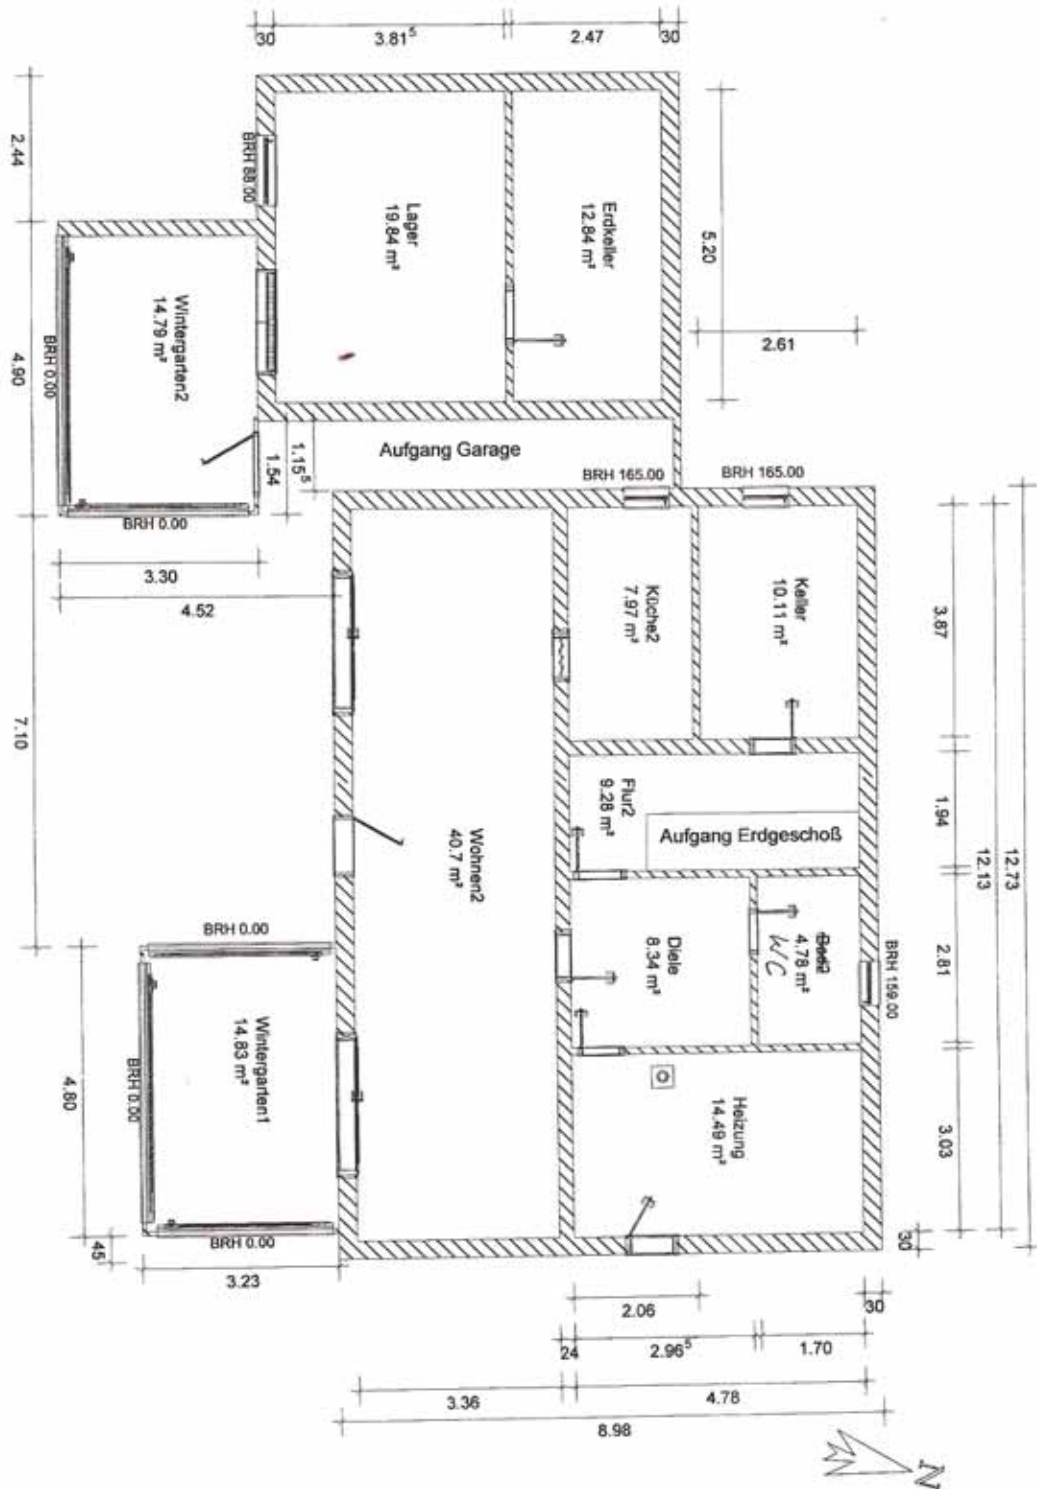 30
3.81⁵
2.47
30
2.44
4.90
7.10
4.80
45
BRH 88.00
Lager
19.84 m²
Erdkeller
12.84 m²
5.20
2.61
Wintergarten2
14.79 m²
BRH 0.00
BRH 0.00
3.30
4.52
1.54
1.15⁵
Aufgang Garage
BRH 165.00
BRH 165.00
Küche2
7.97 m²
Keller
10.11 m²
3.87
1.94
2.81
3.03
12.13
12.73
Flur2
9.28 m²
Aufgang Erdgeschoß
Wohnen2
40.7 m²
Diele
8.34 m²
Bad2
4.78 m²
W/C
BRH 159.00
Heizung
14.49 m²
BRH 0.00
Wintergarten1
14.83 m²
BRH 0.00
BRH 0.00
3.23
30
2.06
30
24
2.96⁵
1.70
3.36
4.78
8.98
N